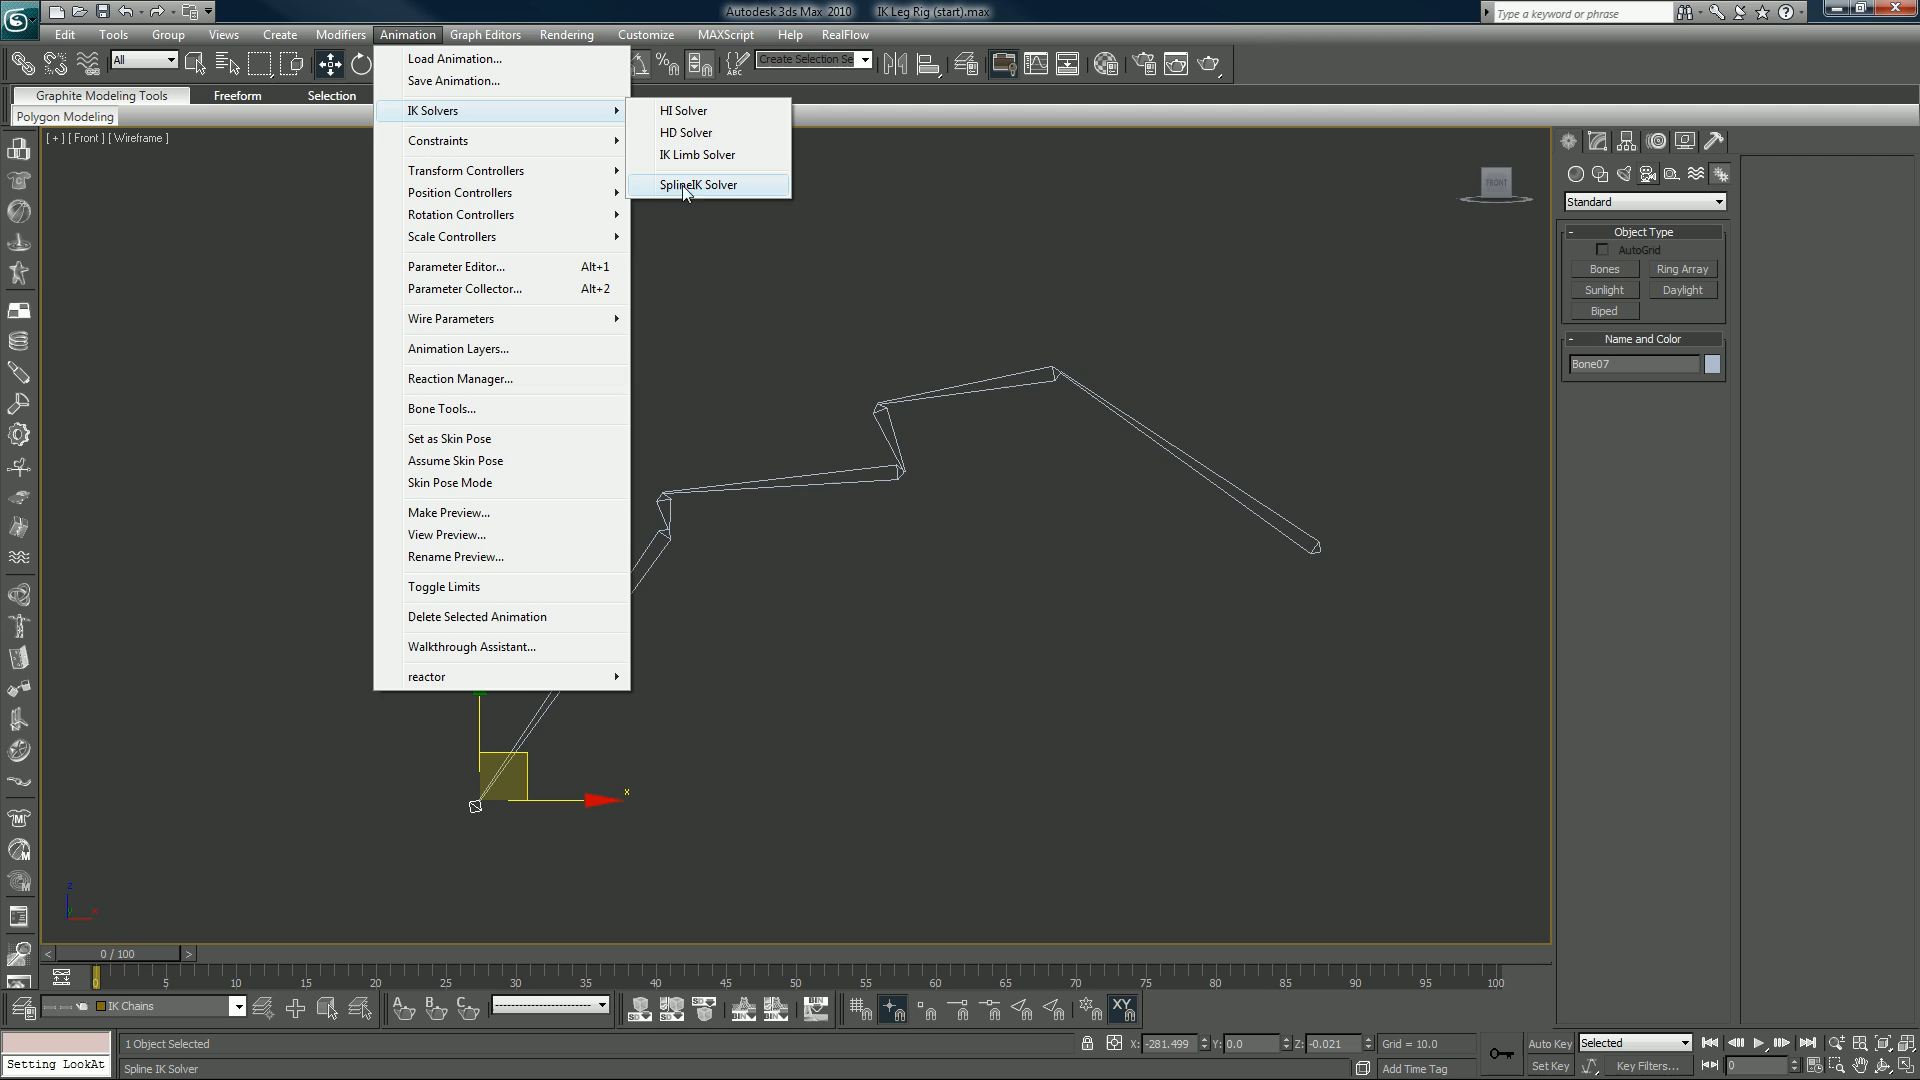 Autodesk 3ds Max 2010 IK Leg Rig (start).max
Type a keyword or phrase
Edit Tools Group Views Create Modifiers Animation Graph Editors Rendering Customize MAXScript Help RealFlow
All
Create Selection Se
Graphite Modeling Tools Freeform Selection
Polygon Modeling
[ + ] [ Front ] [ Wireframe ]
Load Animation...
Save Animation...
IK Solvers
Constraints
Transform Controllers
Position Controllers
Rotation Controllers
Scale Controllers
Parameter Editor... Alt+1
Parameter Collector... Alt+2
Wire Parameters
Animation Layers...
Reaction Manager...
Bone Tools...
Set as Skin Pose
Assume Skin Pose
Skin Pose Mode
Make Preview...
View Preview...
Rename Preview...
Toggle Limits
Delete Selected Animation
Walkthrough Assistant...
reactor
HI Solver
HD Solver
IK Limb Solver
SplineIK Solver
FRONT
Standard
- Object Type
AutoGrid
Bones Ring Array
Sunlight Daylight
Biped
- Name and Color
Bone07
x
z
x
< 0 / 100 >
0 5 10 15 20 25 30 35 40 45 50 55 60 65 70 75 80 85 90 95 100
IK Chains
A B C
XY
1 Object Selected
X: -281.499 Y: 0.0 Z: -0.021 Grid = 10.0
Auto Key Selected
Setting LookAt
Spline IK Solver
Add Time Tag
Set Key Key Filters... 0